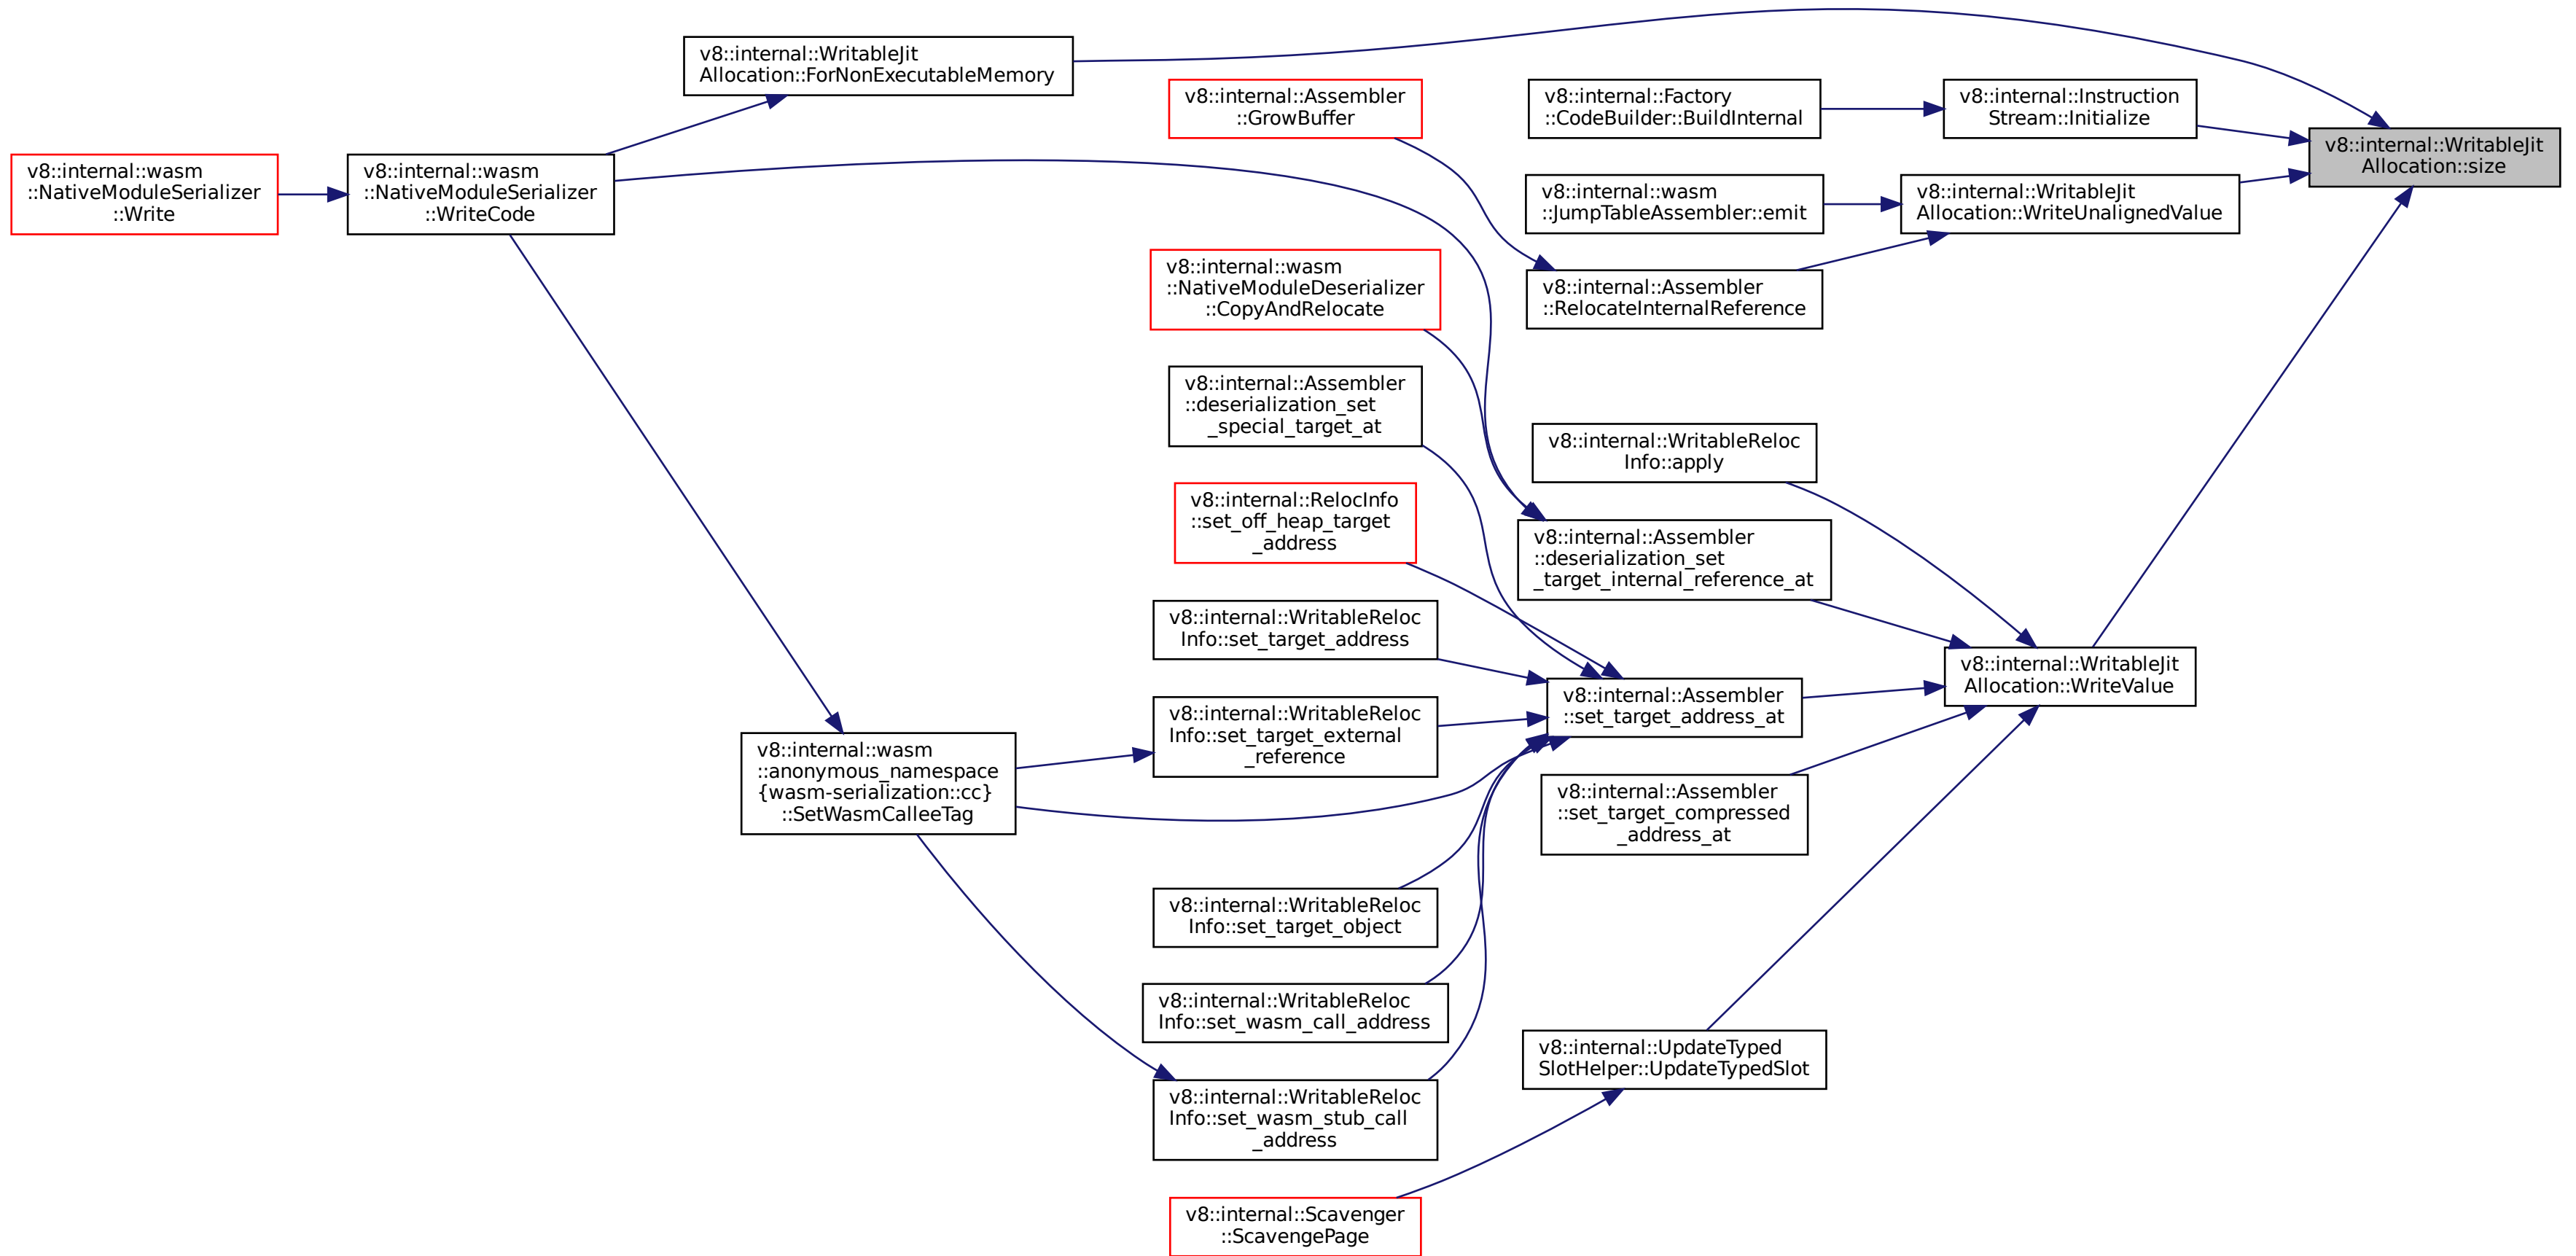 v8::internal::WritableJit
Allocation::ForNonExecutableMemory
v8::internal::Assembler
::GrowBuffer
v8::internal::Factory
::CodeBuilder::BuildInternal
v8::internal::Instruction
Stream::Initialize
v8::internal::WritableJit
Allocation::size
v8::internal::wasm
::NativeModuleSerializer
::Write
v8::internal::wasm
::NativeModuleSerializer
::WriteCode
v8::internal::wasm
::JumpTableAssembler::emit
v8::internal::WritableJit
Allocation::WriteUnalignedValue
v8::internal::wasm
::NativeModuleDeserializer
::CopyAndRelocate
v8::internal::Assembler
::RelocateInternalReference
v8::internal::Assembler
::deserialization_set
_special_target_at
v8::internal::WritableReloc
Info::apply
v8::internal::RelocInfo
::set_off_heap_target
_address
v8::internal::Assembler
::deserialization_set
_target_internal_reference_at
v8::internal::WritableReloc
Info::set_target_address
v8::internal::WritableJit
Allocation::WriteValue
v8::internal::Assembler
::set_target_address_at
v8::internal::WritableReloc
Info::set_target_external
_reference
v8::internal::wasm
::anonymous_namespace
{wasm-serialization::cc}
::SetWasmCalleeTag
v8::internal::Assembler
::set_target_compressed
_address_at
v8::internal::WritableReloc
Info::set_target_object
v8::internal::WritableReloc
Info::set_wasm_call_address
v8::internal::UpdateTyped
SlotHelper::UpdateTypedSlot
v8::internal::WritableReloc
Info::set_wasm_stub_call
_address
v8::internal::Scavenger
::ScavengePage